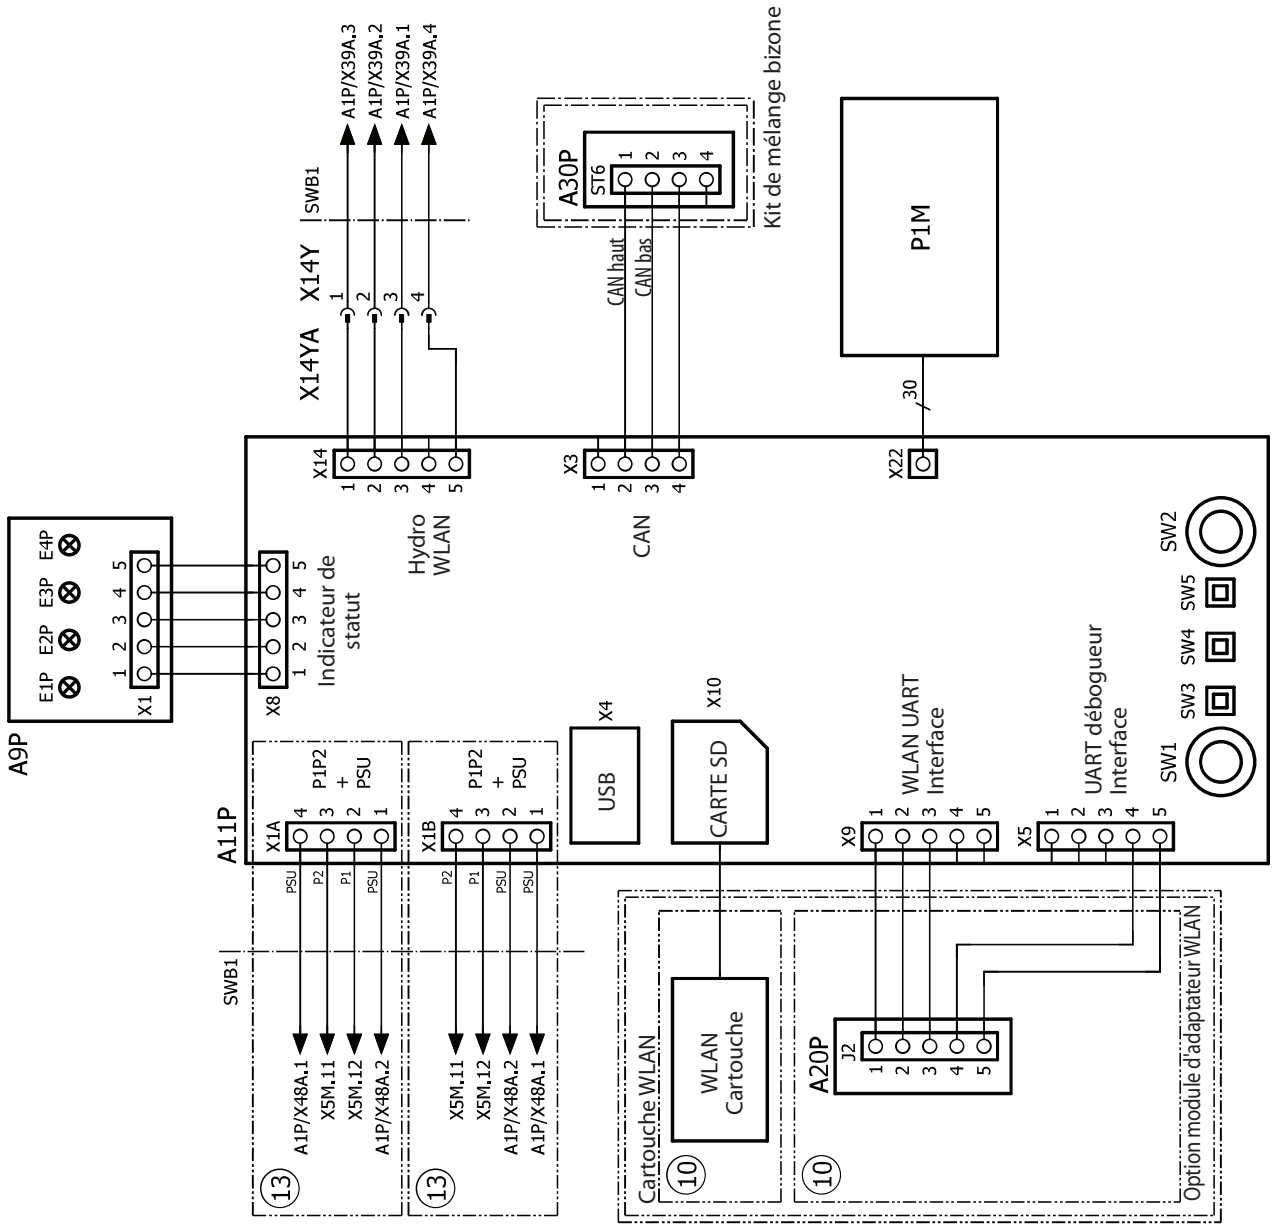 A9P
E1P
E2P
E3P
E4P
X1
1
2
3
4
5
X8
1
2
3
4
5
Indicateur de
statut
A11P
X14
1
2
3
4
5
Hydro
WLAN
X14YA
X14Y
1
2
3
4
SWB1
A1P/X39A.3
A1P/X39A.2
A1P/X39A.1
A1P/X39A.4
X3
1
2
3
4
CAN
CAN haut
CAN bas
A30P
ST6
1
2
3
4
Kit de mélange bizone
X22
30
P1M
SWB1
13
X1A
4
3
2
1
P1P2
+
PSU
PSU
P2
P1
PSU
A1P/X48A.1
X5M.11
X5M.12
A1P/X48A.2
13
X1B
4
3
2
1
P1P2
+
PSU
P2
P1
PSU
PSU
X5M.11
X5M.12
A1P/X48A.2
A1P/X48A.1
USB
X4
CARTE SD
X10
Cartouche WLAN
10
WLAN
Cartouche
X9
1
2
3
4
5
WLAN UART
Interface
X5
1
2
3
4
5
UART débogueur
Interface
10
A20P
J2
1
2
3
4
5
Option module d'adaptateur WLAN
SW1
SW3
SW4
SW5
SW2